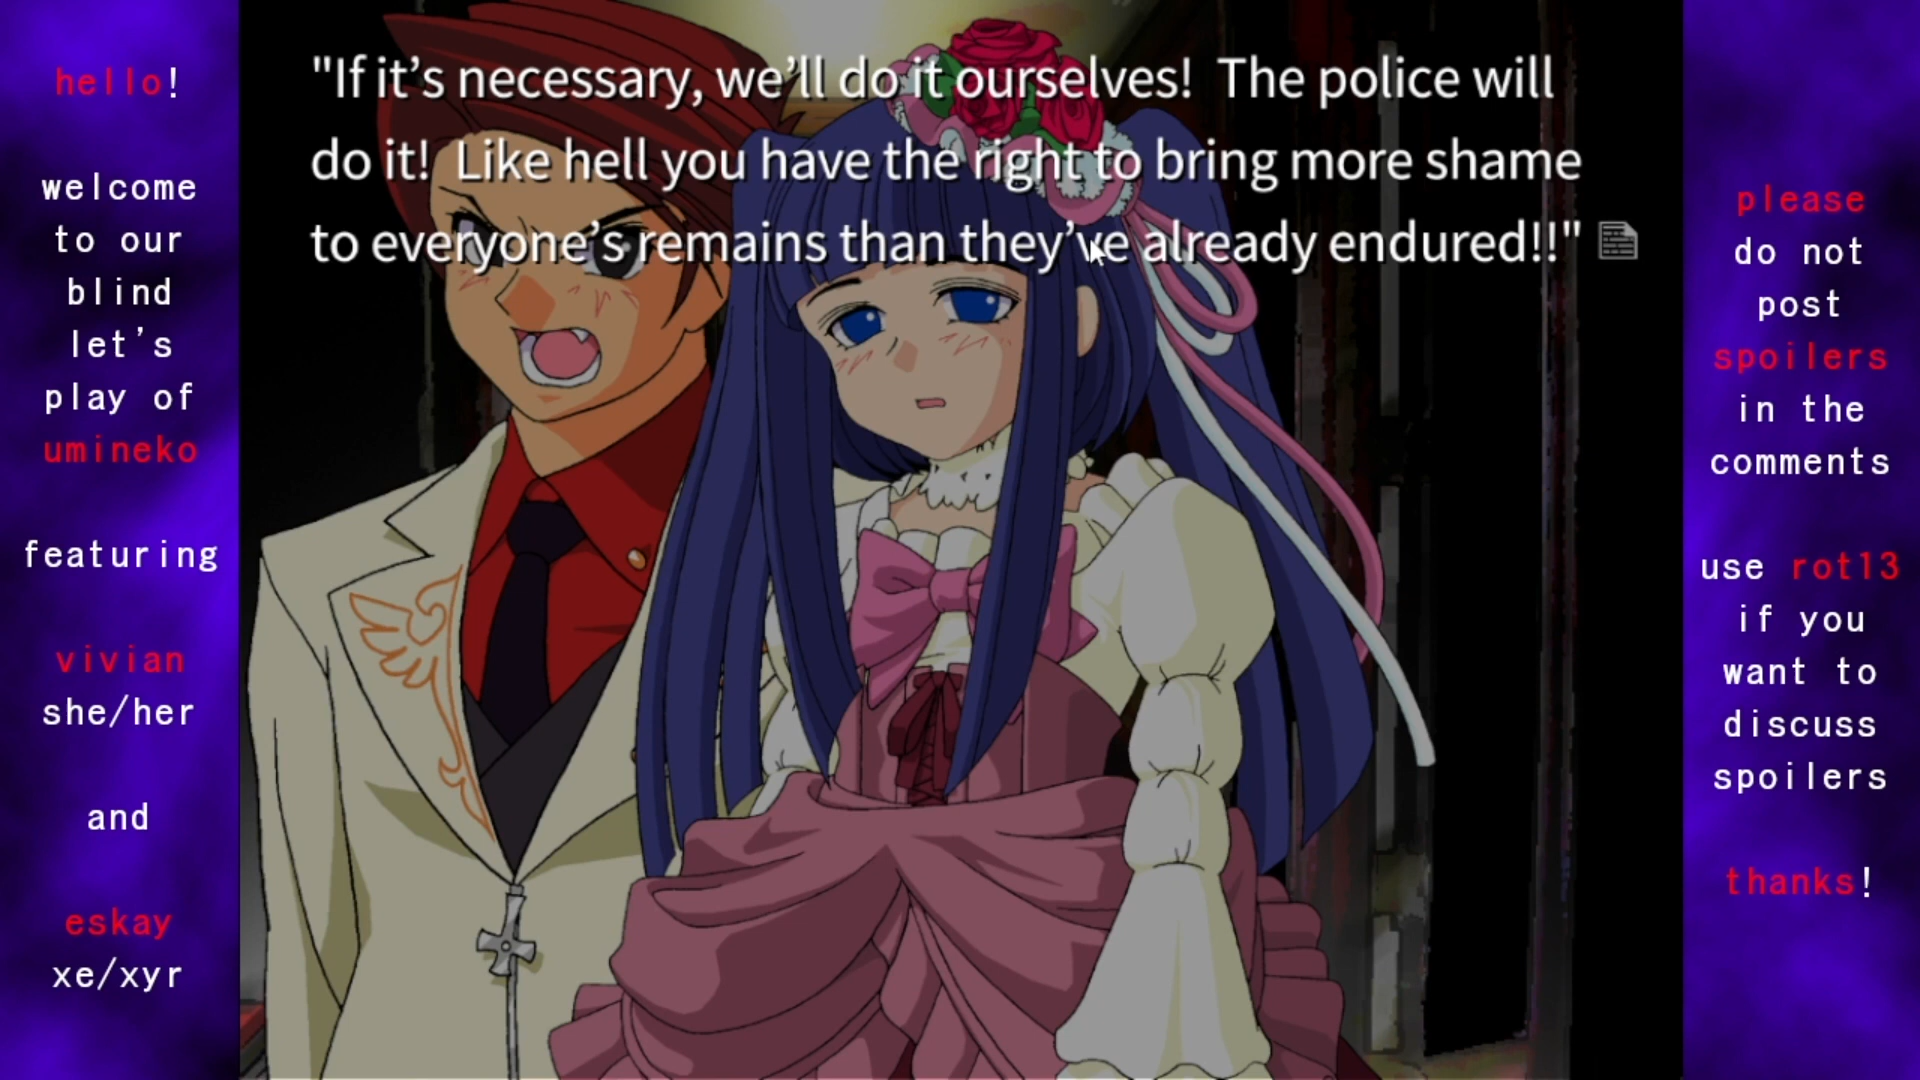 hello!
welcome
to our
blind
let's
play of
umineko
featuring
vivian
she/her
and
eskay
xe/xyr
"If it’s necessary, we’ll do it ourselves!  The police will
do it!  Like hell you have the right to bring more shame
to everyone’s remains than they’ve already endured!!"
please
do not
post
spoilers
in the
comments
use rot13
if you
want to
discuss
spoilers
thanks!